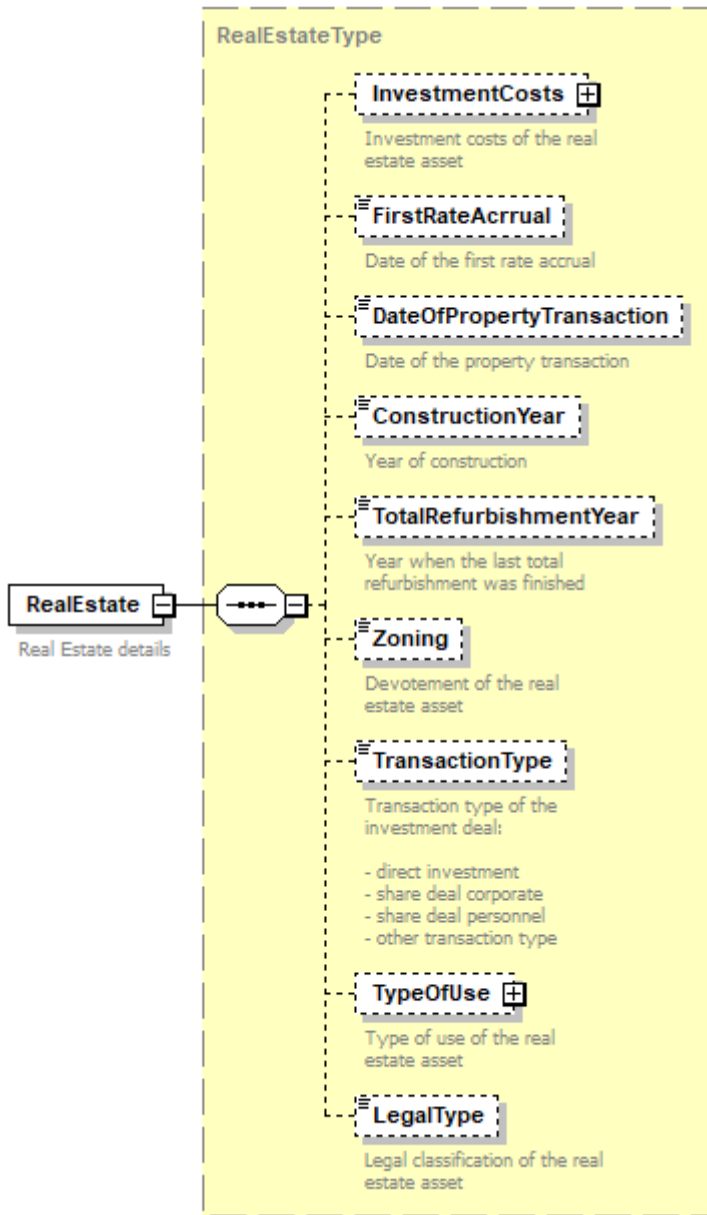 RealEstateType
InvestmentCosts
Investment costs of the real
estate asset
FirstRateAcrrual
Date of the first rate accrual
DateOfPropertyTransaction
Date of the property transaction
ConstructionYear
Year of construction
TotalRefurbishmentYear
Year when the last total
refurbishment was finished
RealEstate
Real Estate details
Zoning
Devotement of the real
estate asset
TransactionType
Transaction type of the
investment deal:
- direct investment
- share deal corporate
- share deal personnel
- other transaction type
TypeOfUse
Type of use of the real
estate asset
LegalType
Legal classification of the real
estate asset